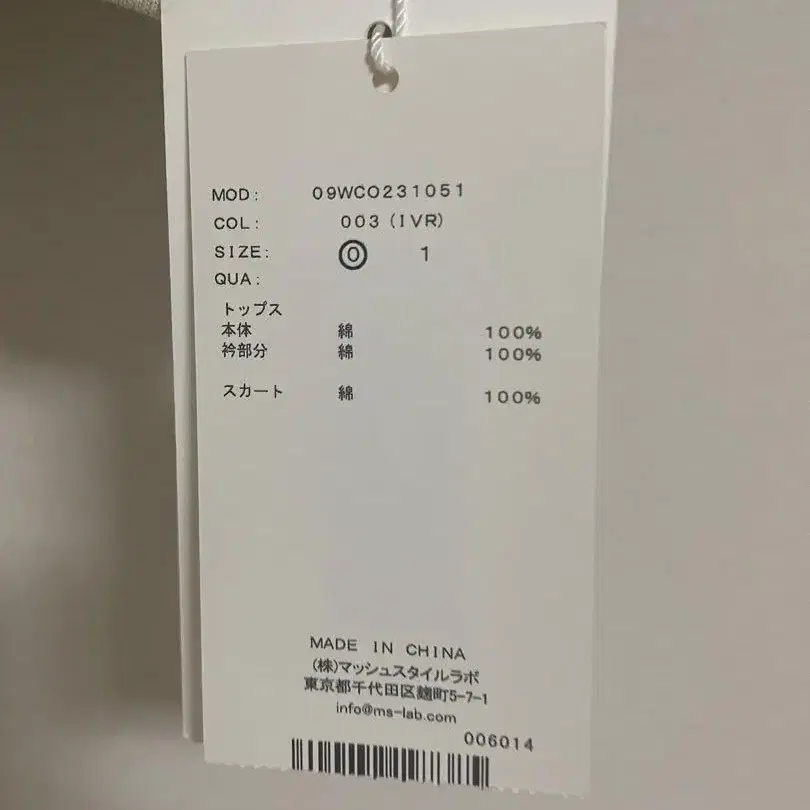 MOD: 09WCO231051
COL: 003 (IVR)
SIZE: 0 1
QUA:
トップス
本体 綿 100%
衿部分 綿 100%
スカート 綿 100%
MADE IN CHINA
(株)マッシュスタイルラボ
東京都千代田区麹町5-7-1
info@ms-lab.com
006014